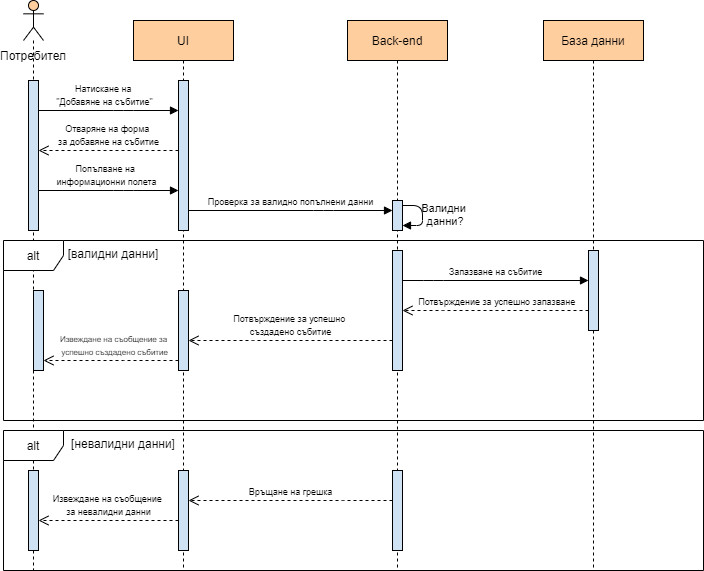 Потребител
UI
Back-end
База данни
Натискане на
"Добавяне на събитие"
Отваряне на форма
за добавяне на събитие
Попълване на
информационни полета
Проверка за валидно попълнени данни
Валидни
данни?
alt
[валидни данни]
Запазване на събитие
Потвърждение за успешно запазване
Потвърждение за успешно
създадено събитие
Извеждане на съобщение за
успешно създадено събитие
alt
[невалидни данни]
Връщане на грешка
Извеждане на съобщение
за невалидни данни